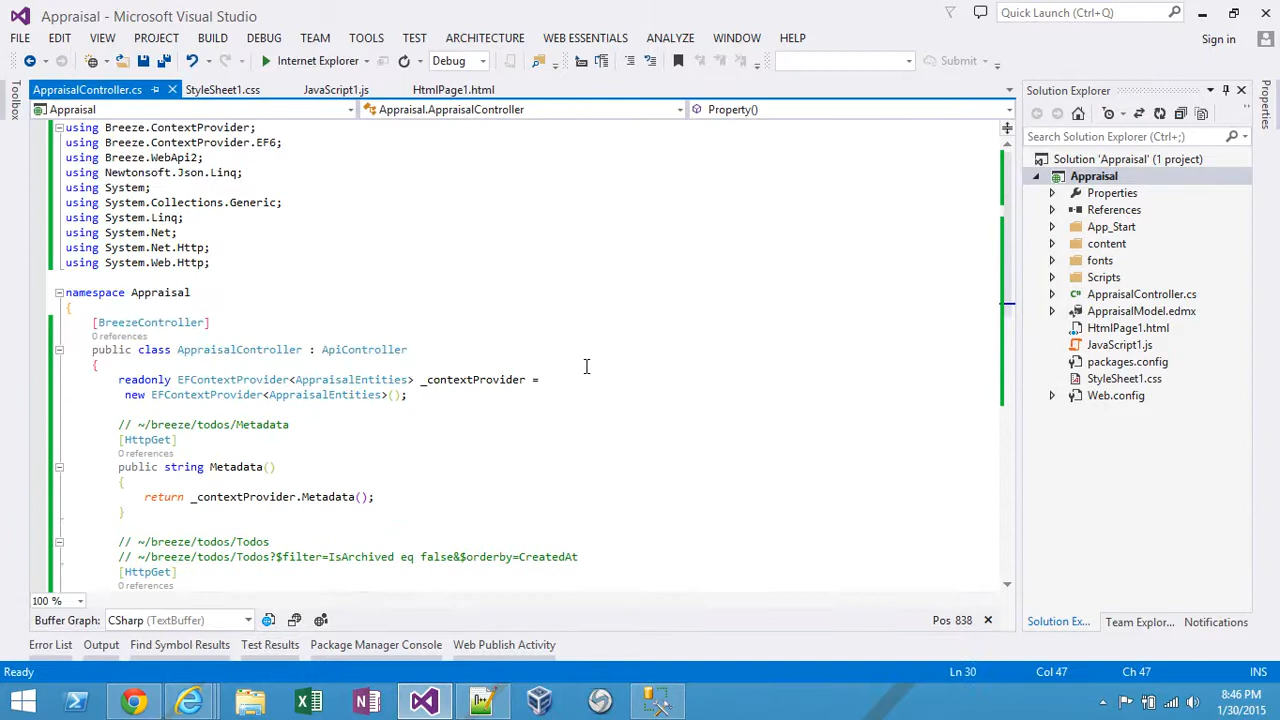 Appraisal - Microsoft Visual Studio
Quick Launch (Ctrl+Q)
FILE EDIT VIEW PROJECT BUILD DEBUG TEAM TOOLS TEST ARCHITECTURE WEB ESSENTIALS ANALYZE WINDOW HELP
Sign in
Internet Explorer Debug Submit
Toolbox
AppraisalController.cs StyleSheet1.css JavaScript1.js HtmlPage1.html
Appraisal Appraisal.AppraisalController Property()
using Breeze.ContextProvider;
using Breeze.ContextProvider.EF6;
using Breeze.WebApi2;
using Newtonsoft.Json.Linq;
using System;
using System.Collections.Generic;
using System.Linq;
using System.Net;
using System.Net.Http;
using System.Web.Http;
namespace Appraisal
{
[BreezeController]
0 references
public class AppraisalController : ApiController
{
readonly EFContextProvider<AppraisalEntities> _contextProvider =
new EFContextProvider<AppraisalEntities>();
// ~/breeze/todos/Metadata
[HttpGet]
0 references
public string Metadata()
{
return _contextProvider.Metadata();
}
// ~/breeze/todos/Todos
// ~/breeze/todos/Todos?$filter=IsArchived eq false&$orderby=CreatedAt
[HttpGet]
0 references
100 %
Buffer Graph: CSharp (TextBuffer)
Pos 838
Solution Explorer
Search Solution Explorer (Ctrl+;)
Solution 'Appraisal' (1 project)
Appraisal
Properties
References
App_Start
content
fonts
Scripts
AppraisalController.cs
AppraisalModel.edmx
HtmlPage1.html
JavaScript1.js
packages.config
StyleSheet1.css
Web.config
Solution Ex... Team Explor... Notifications
Properties
Error List Output Find Symbol Results Test Results Package Manager Console Web Publish Activity
Ready Ln 30 Col 47 Ch 47 INS
8:46 PM
1/30/2015